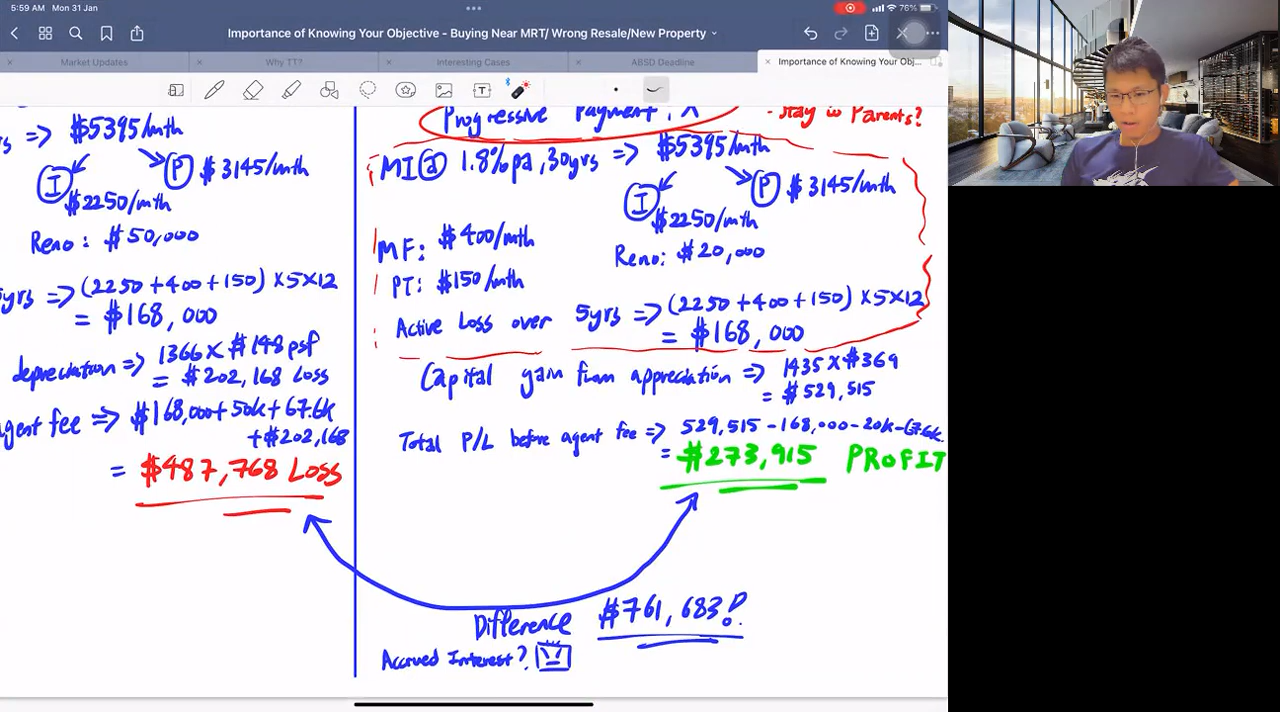 5:59 AM Mon 31 Jan
76%
Importance of Knowing Your Objective - Buying Near MRT/ Wrong Resale/New Property
Market Updates
Why TT?
Interesting Cases
ABSD Deadline
Importance of Knowing Your Obj...
rs => $5395/mth
I
P $3145/mth
$2250/mth
Reno: $50,000
5yrs => (2250+400+150) x 5 x 12
= $168,000
depreciation => 1366 x $148 psf
= $202,168 Loss
agent fee => $168,000 + 50k + 67.6k
+ $202,168
= $487,768 Loss
Progressive Payment: X
- Stay w Parents?
MI @ 1.8% pa, 30yrs => $5395/mth
I
P $3145/mth
$2250/mth
MF: $400/mth
Reno: $20,000
PT: $150/mth
Active Loss over 5yrs => (2250+400+150) x 5 x 12
= $168,000
Capital gain from appreciation => 1435 x $369
= $529,515
Total P/L before agent fee => 529,515 - 168,000 - 20k - 67.6k
= $273,915 PROFIT
Difference $761,683?
Accrued Interest?